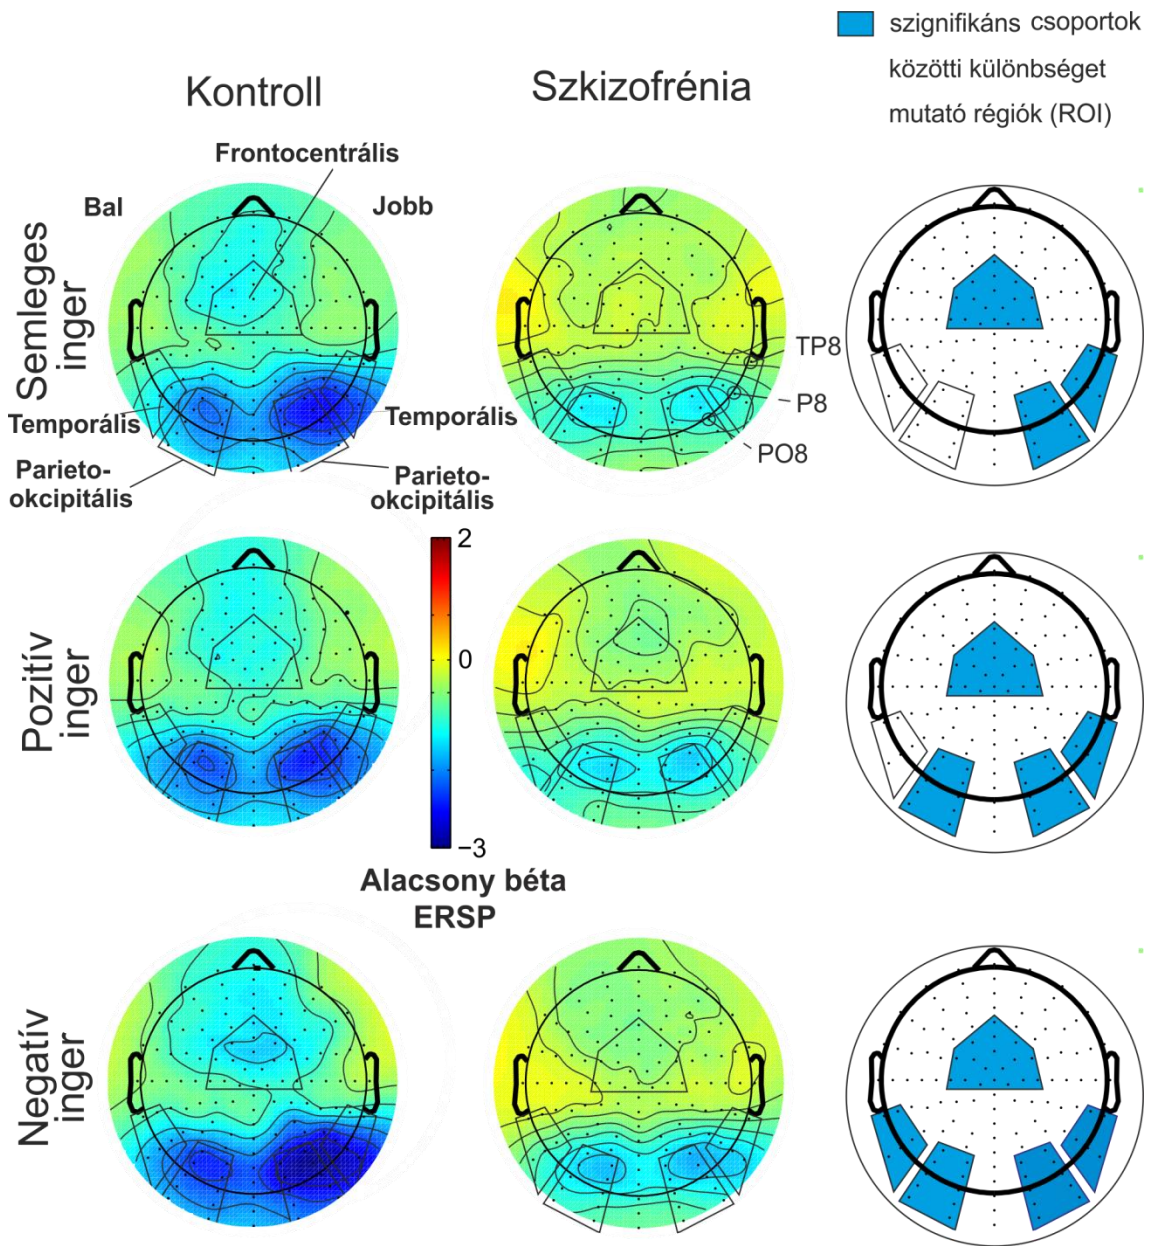 szignifikáns csoportok
közötti különbséget
mutató régiók (ROI)
Kontroll
Szkizofrénia
Frontocentrális
Bal
Jobb
Semleges
inger
TP8
P8
PO8
Temporális
Temporális
Parieto-
okcipitális
Parieto-
okcipitális
2
0
−3
Pozitív
inger
Alacsony béta
ERSP
Negatív
inger